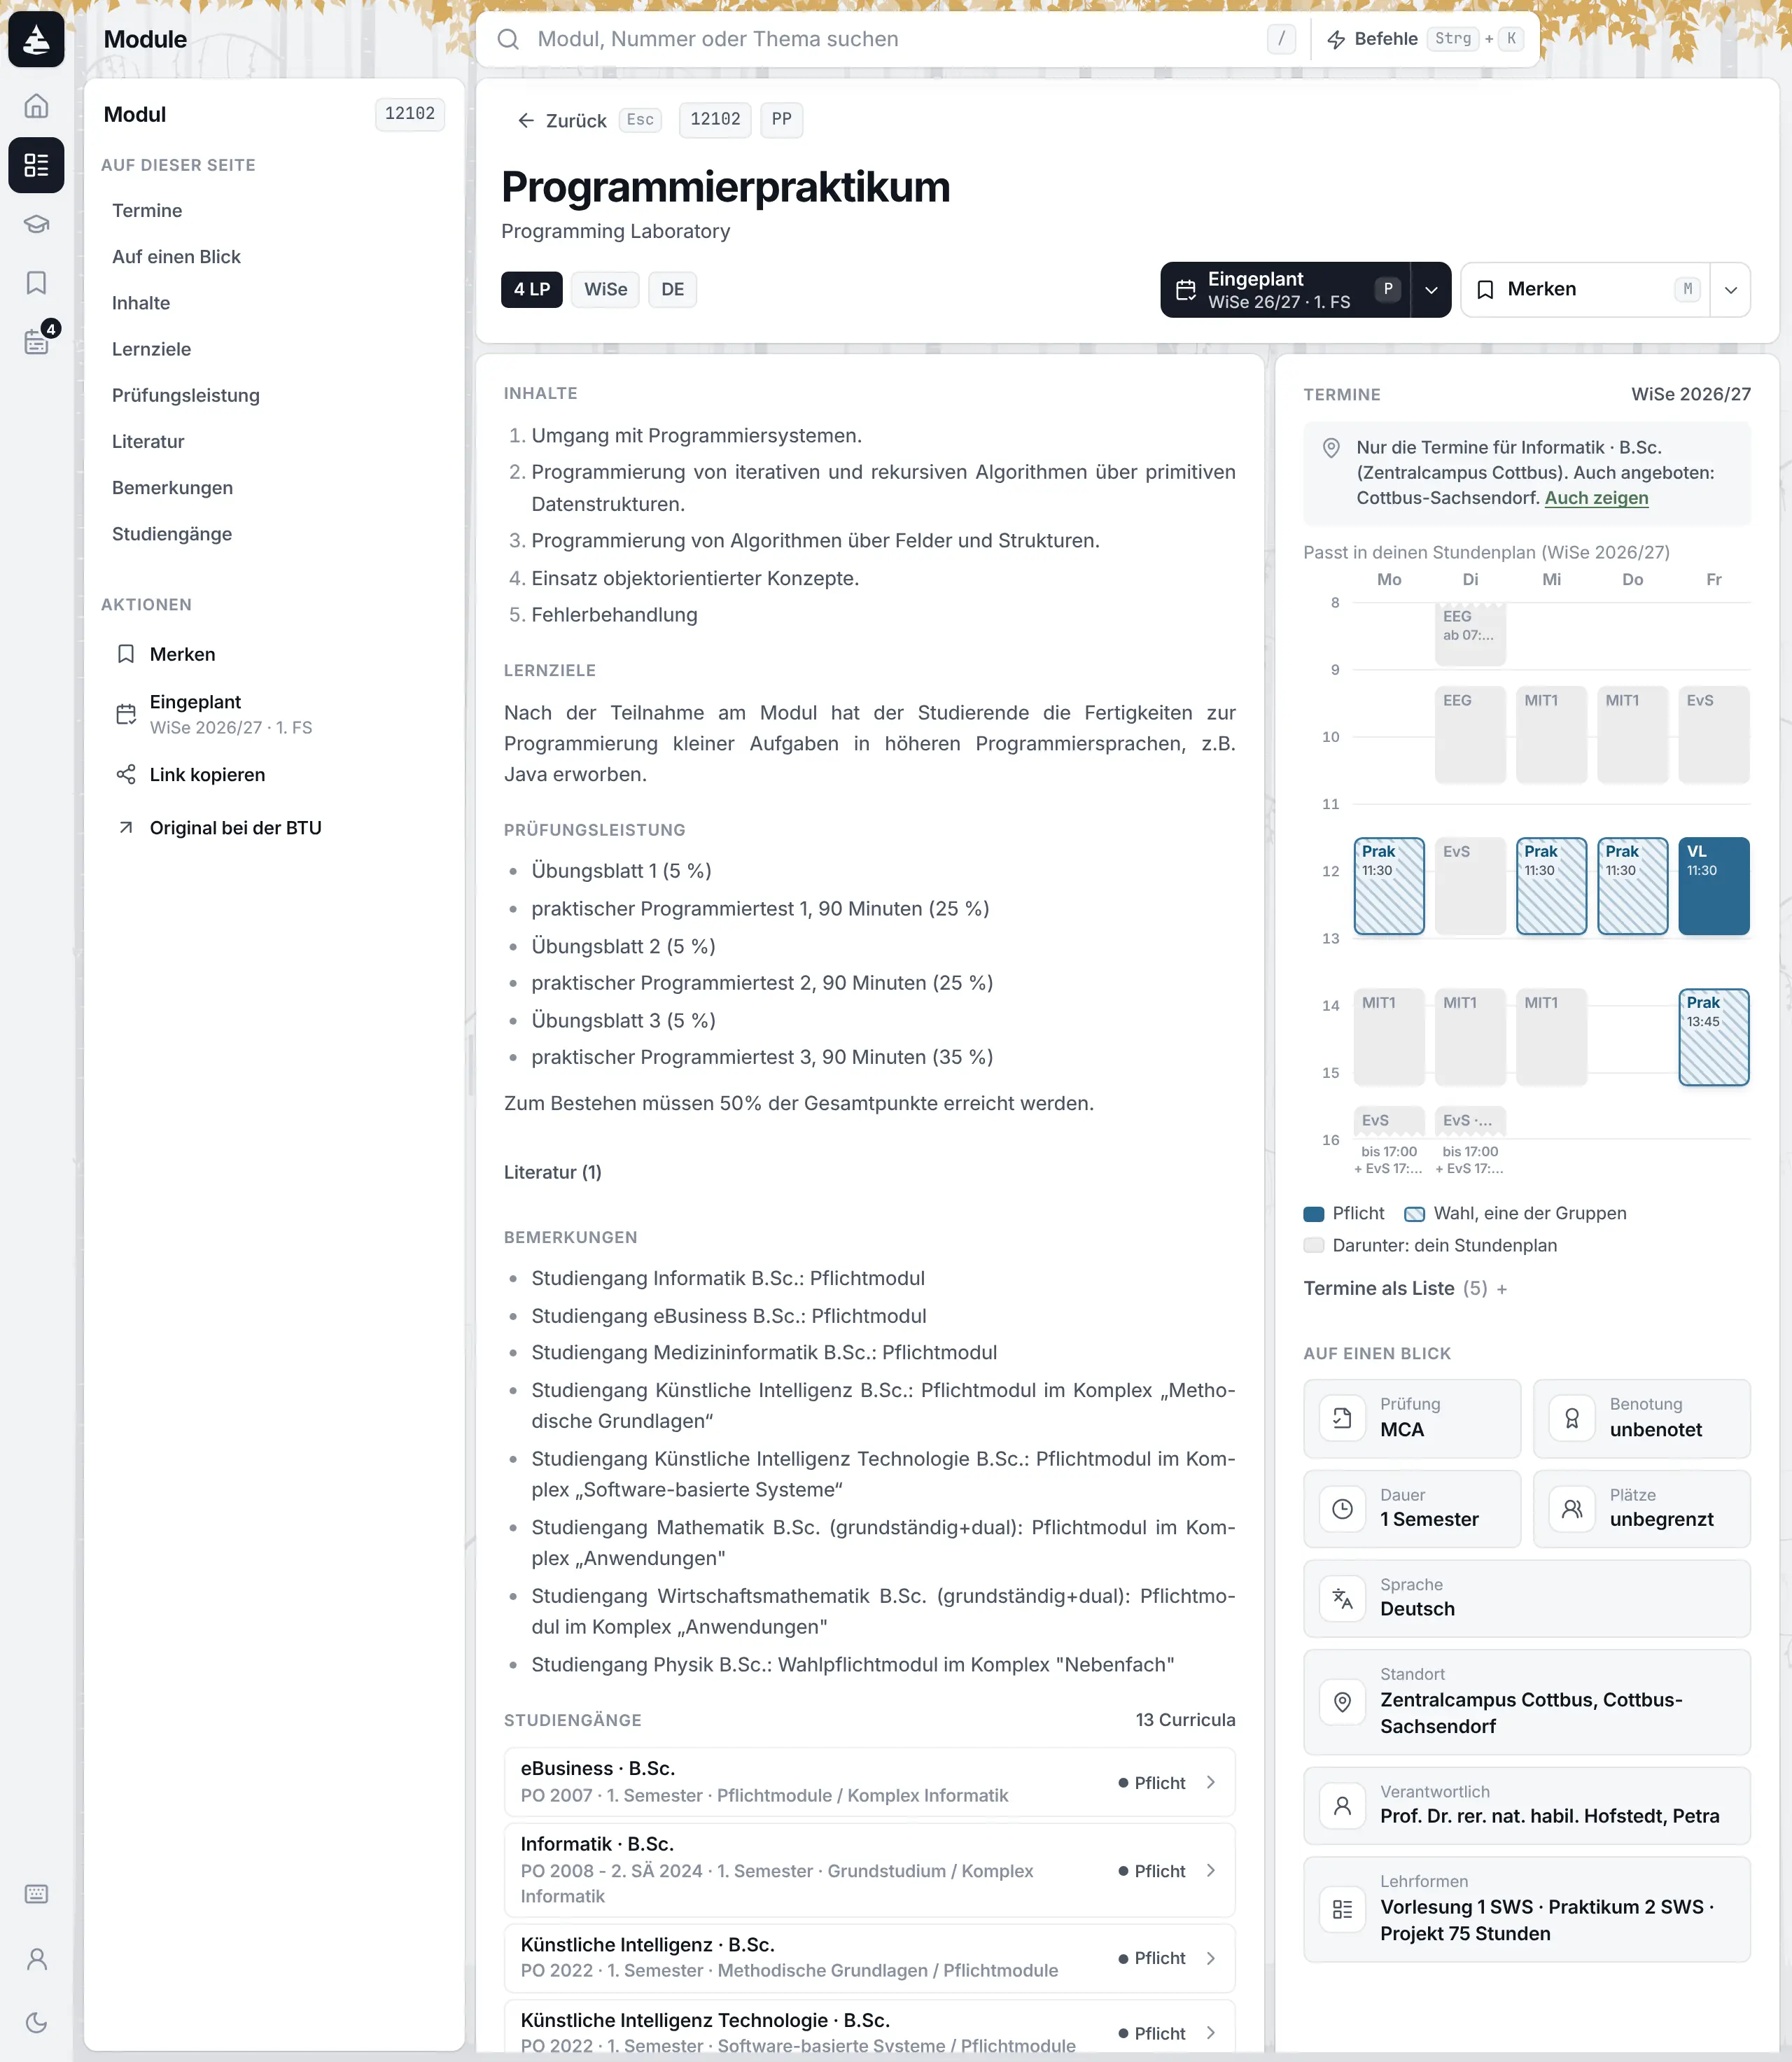 Module
Modul, Nummer oder Thema suchen
/
Befehle Strg + K
4
Modul 12102
AUF DIESER SEITE
Termine
Auf einen Blick
Inhalte
Lernziele
Prüfungsleistung
Literatur
Bemerkungen
Studiengänge
AKTIONEN
Merken
Eingeplant
WiSe 2026/27 · 1. FS
Link kopieren
Original bei der BTU
Zurück Esc 12102 PP
Programmierpraktikum
Programming Laboratory
4 LP WiSe DE
Eingeplant
WiSe 26/27 · 1. FS
P
Merken M
INHALTE
1. Umgang mit Programmiersystemen.
2. Programmierung von iterativen und rekursiven Algorithmen über primitiven
Datenstrukturen.
3. Programmierung von Algorithmen über Felder und Strukturen.
4. Einsatz objektorientierter Konzepte.
5. Fehlerbehandlung
LERNZIELE
Nach der Teilnahme am Modul hat der Studierende die Fertigkeiten zur
Programmierung kleiner Aufgaben in höheren Programmiersprachen, z.B.
Java erworben.
PRÜFUNGSLEISTUNG
• Übungsblatt 1 (5 %)
• praktischer Programmiertest 1, 90 Minuten (25 %)
• Übungsblatt 2 (5 %)
• praktischer Programmiertest 2, 90 Minuten (25 %)
• Übungsblatt 3 (5 %)
• praktischer Programmiertest 3, 90 Minuten (35 %)
Zum Bestehen müssen 50% der Gesamtpunkte erreicht werden.
Literatur (1)
BEMERKUNGEN
• Studiengang Informatik B.Sc.: Pflichtmodul
• Studiengang eBusiness B.Sc.: Pflichtmodul
• Studiengang Medizininformatik B.Sc.: Pflichtmodul
• Studiengang Künstliche Intelligenz B.Sc.: Pflichtmodul im Komplex „Metho-
dische Grundlagen“
• Studiengang Künstliche Intelligenz Technologie B.Sc.: Pflichtmodul im Kom-
plex „Software-basierte Systeme“
• Studiengang Mathematik B.Sc. (grundständig+dual): Pflichtmodul im Kom-
plex „Anwendungen"
• Studiengang Wirtschaftsmathematik B.Sc. (grundständig+dual): Pflichtmo-
dul im Komplex „Anwendungen"
• Studiengang Physik B.Sc.: Wahlpflichtmodul im Komplex "Nebenfach"
STUDIENGÄNGE 13 Curricula
eBusiness · B.Sc.
PO 2007 · 1. Semester · Pflichtmodule / Komplex Informatik
Pflicht
Informatik · B.Sc.
PO 2008 - 2. SÄ 2024 · 1. Semester · Grundstudium / Komplex
Informatik
Pflicht
Künstliche Intelligenz · B.Sc.
PO 2022 · 1. Semester · Methodische Grundlagen / Pflichtmodule
Pflicht
Künstliche Intelligenz Technologie · B.Sc.
PO 2022 · 1. Semester · Software-basierte Systeme / Pflichtmodule
Pflicht
TERMINE WiSe 2026/27
Nur die Termine für Informatik · B.Sc.
(Zentralcampus Cottbus). Auch angeboten:
Cottbus-Sachsendorf. Auch zeigen
Passt in deinen Stundenplan (WiSe 2026/27)
Mo Di Mi Do Fr
8
EEG
ab 07:...
9
EEG MIT1 MIT1 EvS
10
11
Prak EvS Prak Prak VL
11:30 11:30 11:30 11:30
12
13
MIT1 MIT1 MIT1 Prak
13:45
14
15
EvS EvS ·...
16
bis 17:00 bis 17:00
+ EvS 17:... + EvS 17:...
Pflicht Wahl, eine der Gruppen
Darunter: dein Stundenplan
Termine als Liste (5) +
AUF EINEN BLICK
Prüfung
MCA
Benotung
unbenotet
Dauer
1 Semester
Plätze
unbegrenzt
Sprache
Deutsch
Standort
Zentralcampus Cottbus, Cottbus-
Sachsendorf
Verantwortlich
Prof. Dr. rer. nat. habil. Hofstedt, Petra
Lehrformen
Vorlesung 1 SWS · Praktikum 2 SWS ·
Projekt 75 Stunden